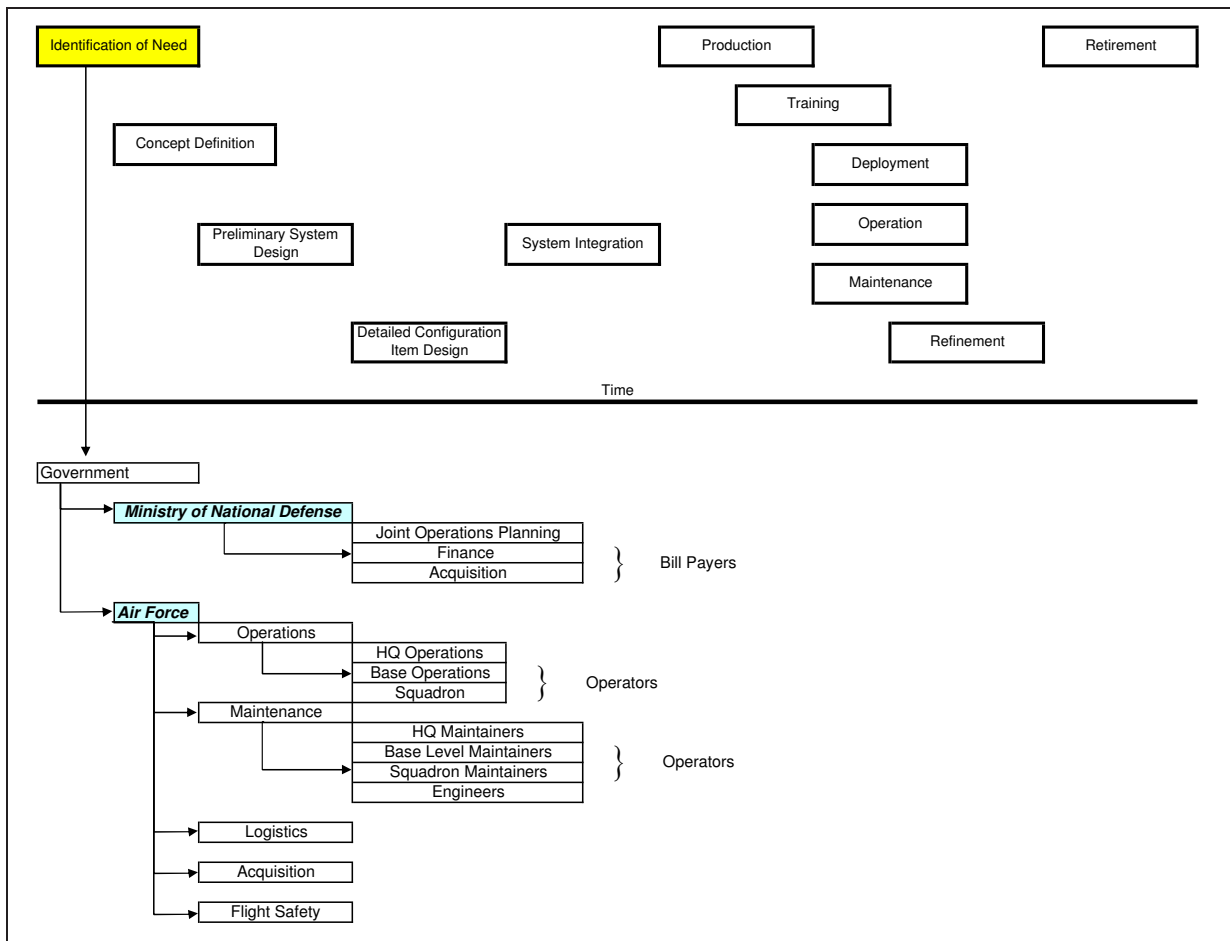 Identification of Need
Production
Retirement
Training
Concept Definition
Deployment
Preliminary System
Design
System Integration
Operation
Maintenance
Detailed Configuration
Item Design
Refinement
Time
Government
Ministry of National Defense
Joint Operations Planning
Finance
Acquisition
} Bill Payers
Air Force
Operations
HQ Operations
Base Operations
Squadron
} Operators
Maintenance
HQ Maintainers
Base Level Maintainers
Squadron Maintainers
Engineers
} Operators
Logistics
Acquisition
Flight Safety